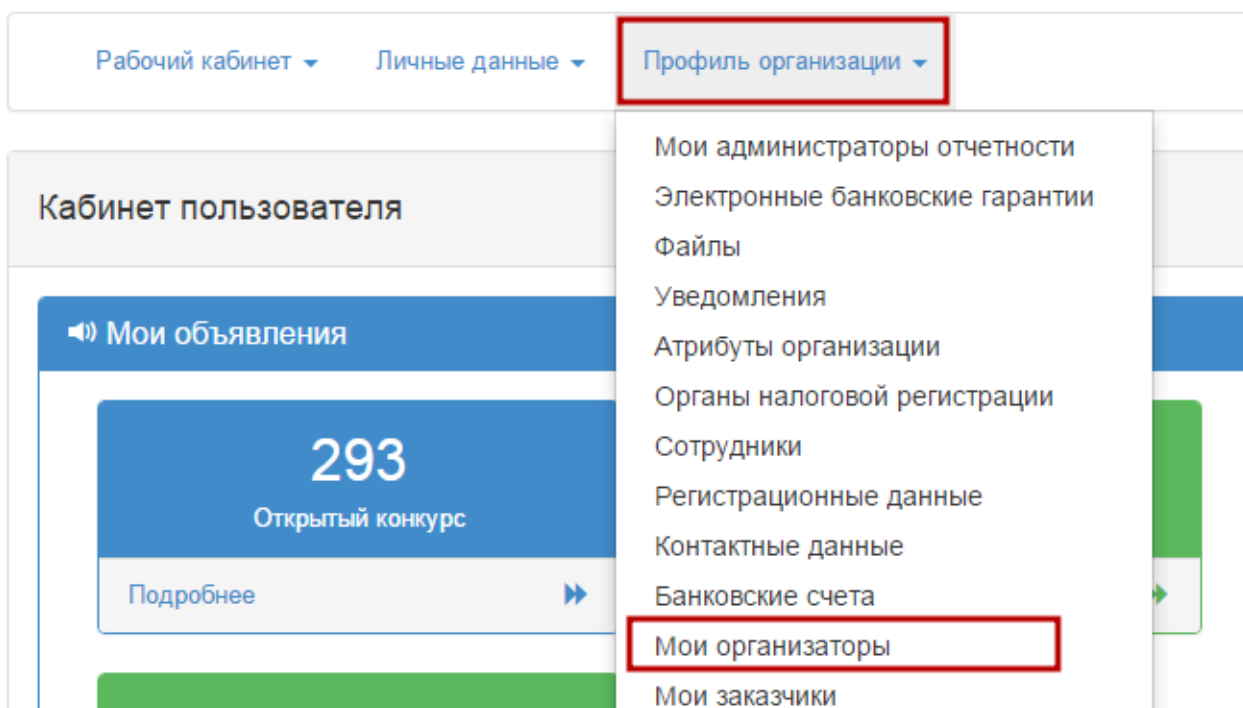 Рабочий кабинет
Личные данные
Профиль организации
Мои администраторы отчетности
Электронные банковские гарантии
Файлы
Уведомления
Атрибуты организации
Органы налоговой регистрации
Сотрудники
Регистрационные данные
Контактные данные
Банковские счета
Мои организаторы
Мои заказчики
Кабинет пользователя
Мои объявления
293
Открытый конкурс
Подробнее